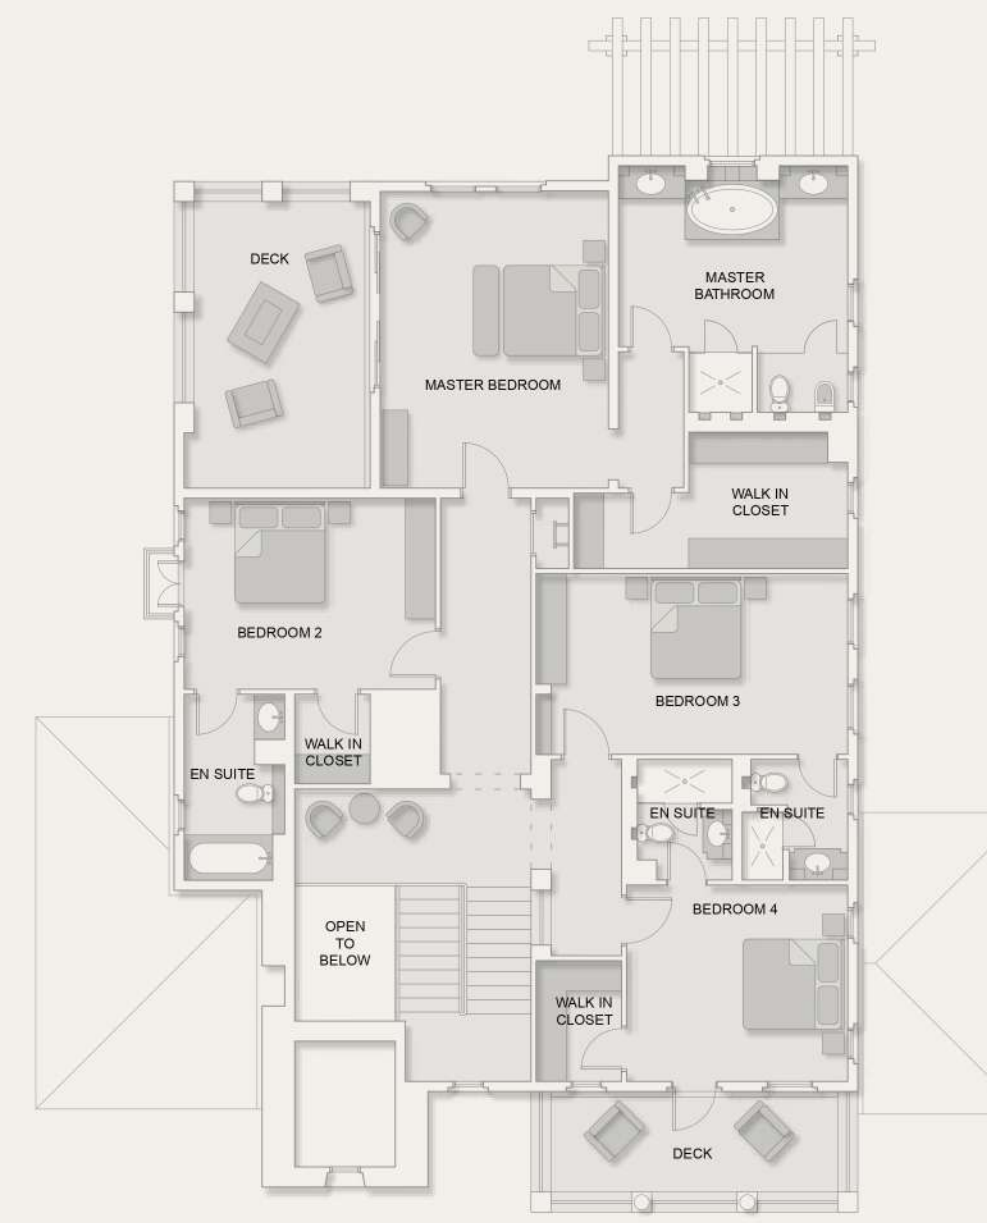 DECK
MASTER
BATHROOM
MASTER BEDROOM
WALK IN
CLOSET
BEDROOM 2
BEDROOM 3
WALK IN
CLOSET
EN SUITE
EN SUITE
EN SUITE
BEDROOM 4
OPEN
TO
BELOW
WALK IN
CLOSET
DECK